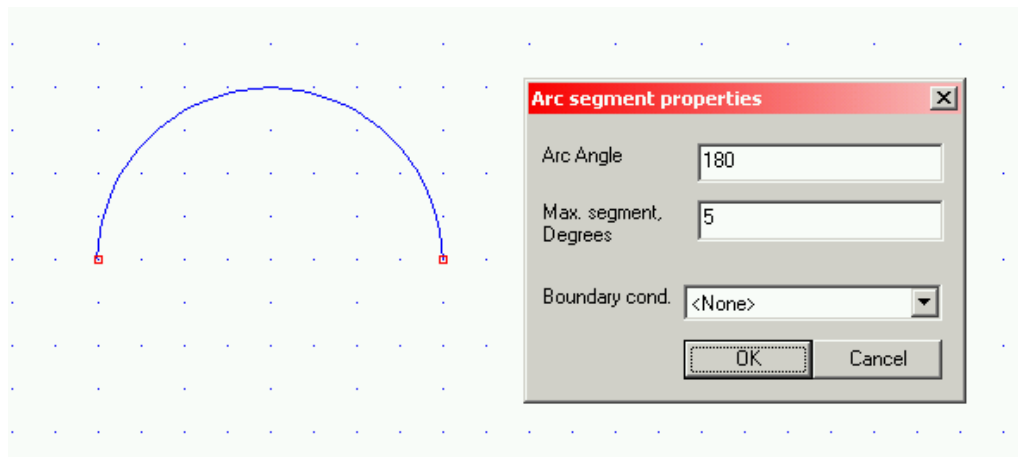 Arc segment properties
Arc Angle
180
Max. segment,
Degrees
5
Boundary cond.
<None>
OK
Cancel